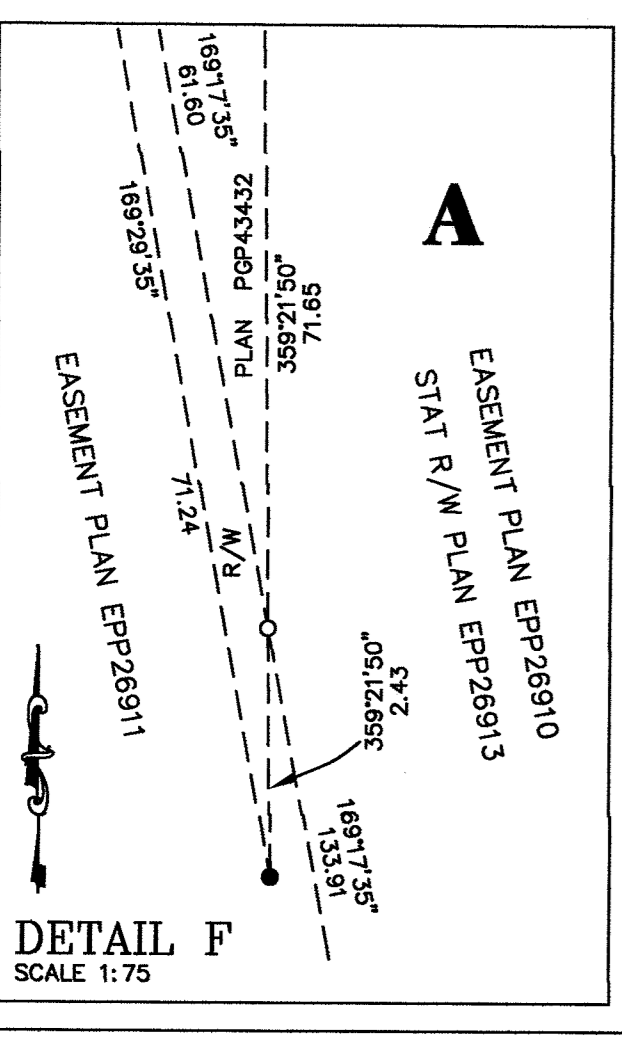 169°17'35"
61.60
169°29'35"
PLAN PGP43432
359°21'50"
71.65
A
EASEMENT PLAN EPP26910
STAT R/W PLAN EPP26913
EASEMENT PLAN EPP26911
71.24
R/W
359°21'50"
2.43
169°17'35"
133.91
DETAIL F
SCALE 1:75